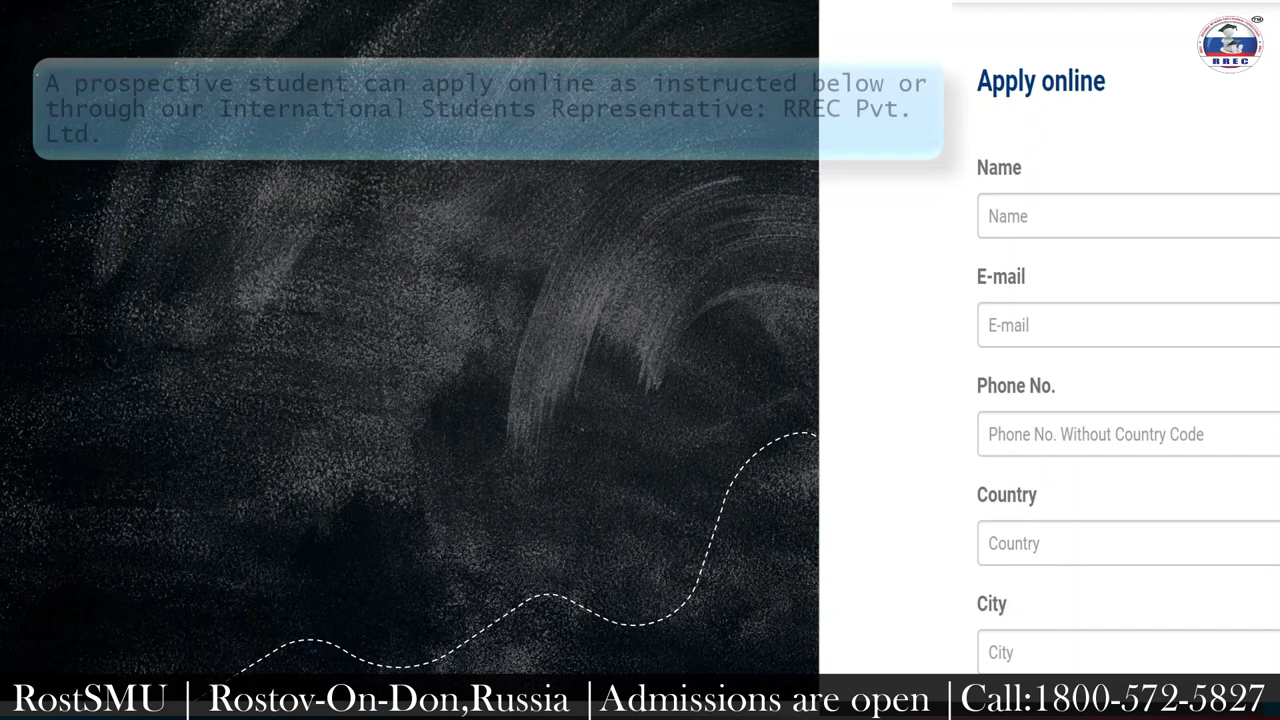 A prospective student can apply online as instructed below or
through our International Students Representative: RREC Pvt.
Ltd.
TM
RREC
Apply online
Name
Name
E-mail
E-mail
Phone No.
Phone No. Without Country Code
Country
Country
City
City
RostSMU | Rostov-On-Don,Russia |Admissions are open |Call:1800-572-5827